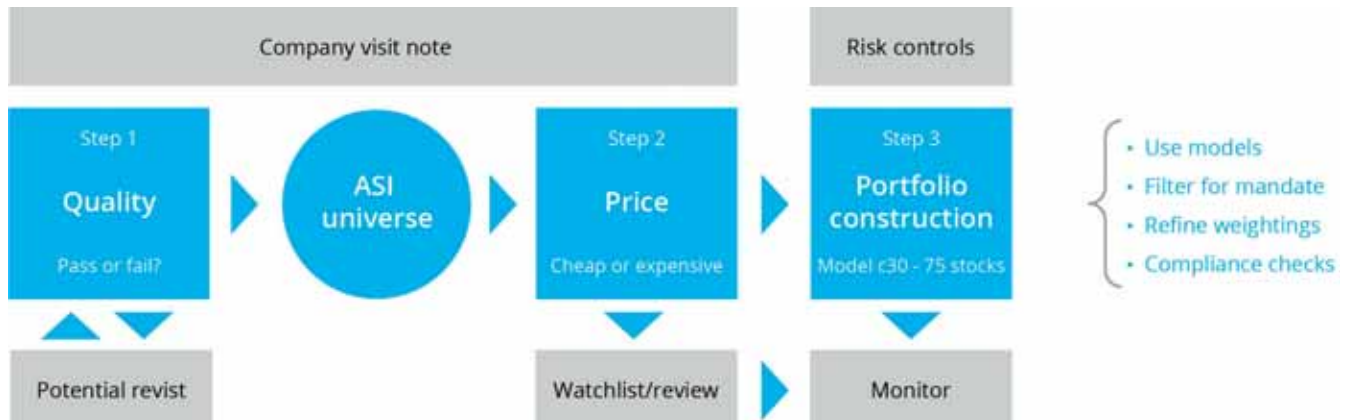 Company visit note
Risk controls
Step 1
Quality
Pass or fail?
ASI
universe
Step 2
Price
Cheap or expensive
Step 3
Portfolio
construction
Model c30 - 75 stocks
• Use models
• Filter for mandate
• Refine weightings
• Compliance checks
Potential revist
Watchlist/review
Monitor